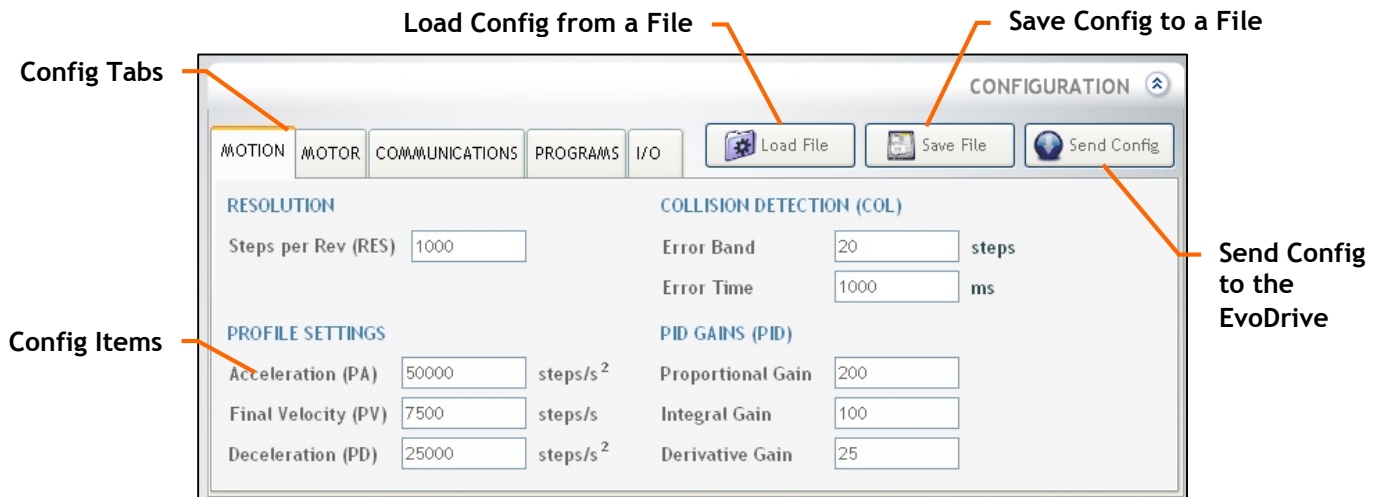 Load Config from a File
Save Config to a File
Config Tabs
CONFIGURATION
MOTION MOTOR COMMUNICATIONS PROGRAMS I/O Load File Save File Send Config
RESOLUTION COLLISION DETECTION (COL)
Steps per Rev (RES) 1000 Error Band 20 steps
Error Time 1000 ms
Send Config
to the
EvoDrive
Config Items
PROFILE SETTINGS PID GAINS (PID)
Acceleration (PA) 50000 steps/s² Proportional Gain 200
Final Velocity (PV) 7500 steps/s Integral Gain 100
Deceleration (PD) 25000 steps/s² Derivative Gain 25